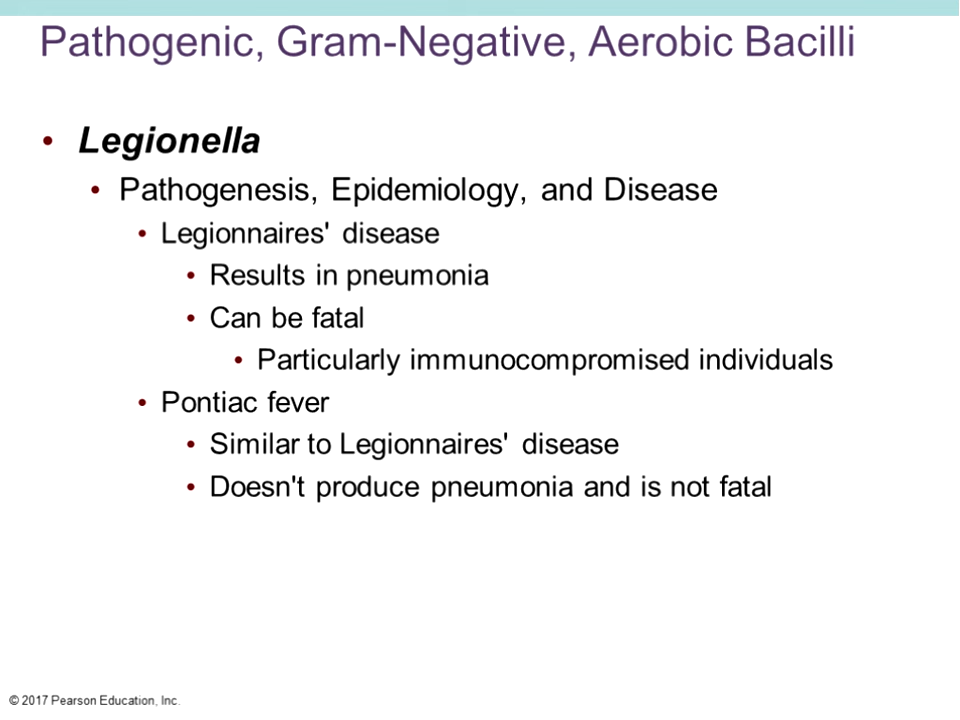 Pathogenic, Gram-Negative, Aerobic Bacilli
• Legionella
• Pathogenesis, Epidemiology, and Disease
• Legionnaires' disease
• Results in pneumonia
• Can be fatal
• Particularly immunocompromised individuals
• Pontiac fever
• Similar to Legionnaires' disease
• Doesn't produce pneumonia and is not fatal
© 2017 Pearson Education, Inc.